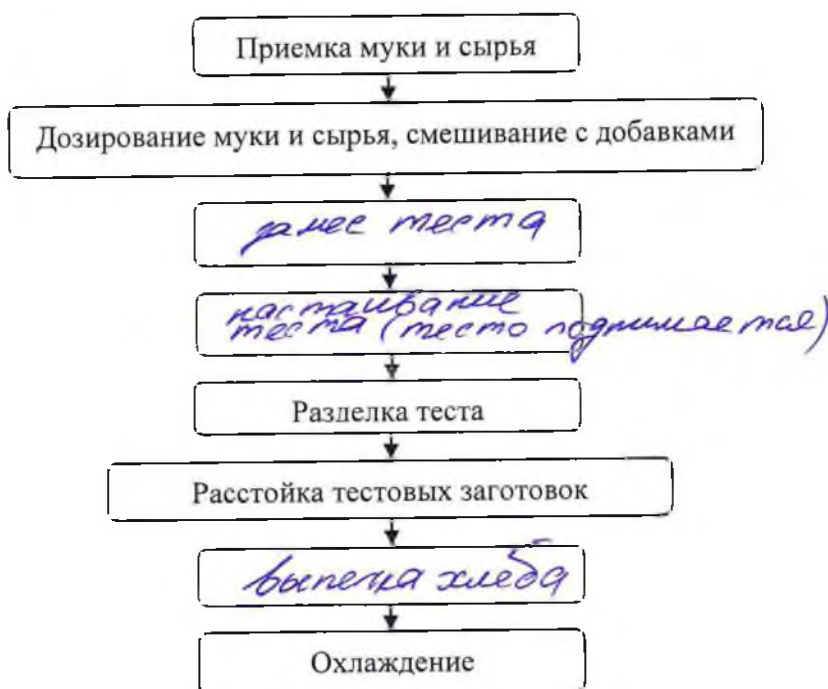 Приемка муки и сырья
Дозирование муки и сырья, смешивание с добавками
замес теста
настаивание
теста (тесто поднимается)
Разделка теста
Расстойка тестовых заготовок
выпечка хлеба
Охлаждение